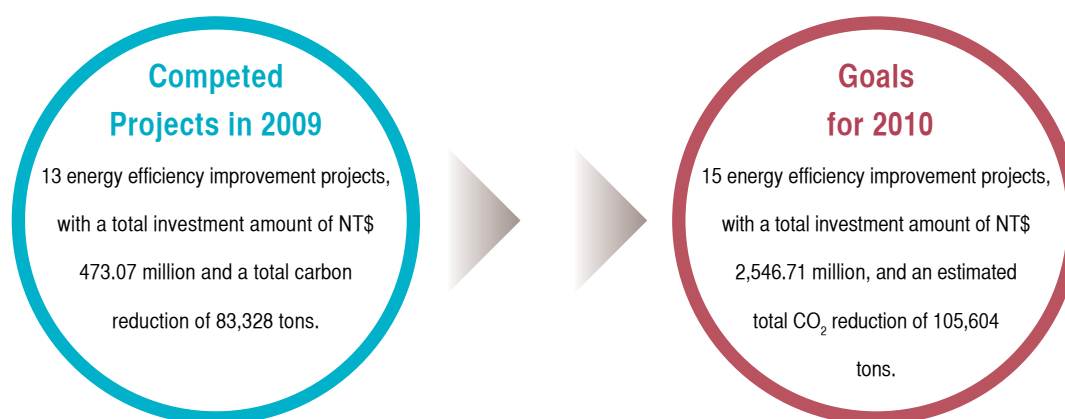 Competed
Projects in 2009
13 energy efficiency improvement projects,
with a total investment amount of NT$
473.07 million and a total carbon
reduction of 83,328 tons.
Goals
for 2010
15 energy efficiency improvement projects,
with a total investment amount of NT$
2,546.71 million, and an estimated
total CO₂ reduction of 105,604
tons.